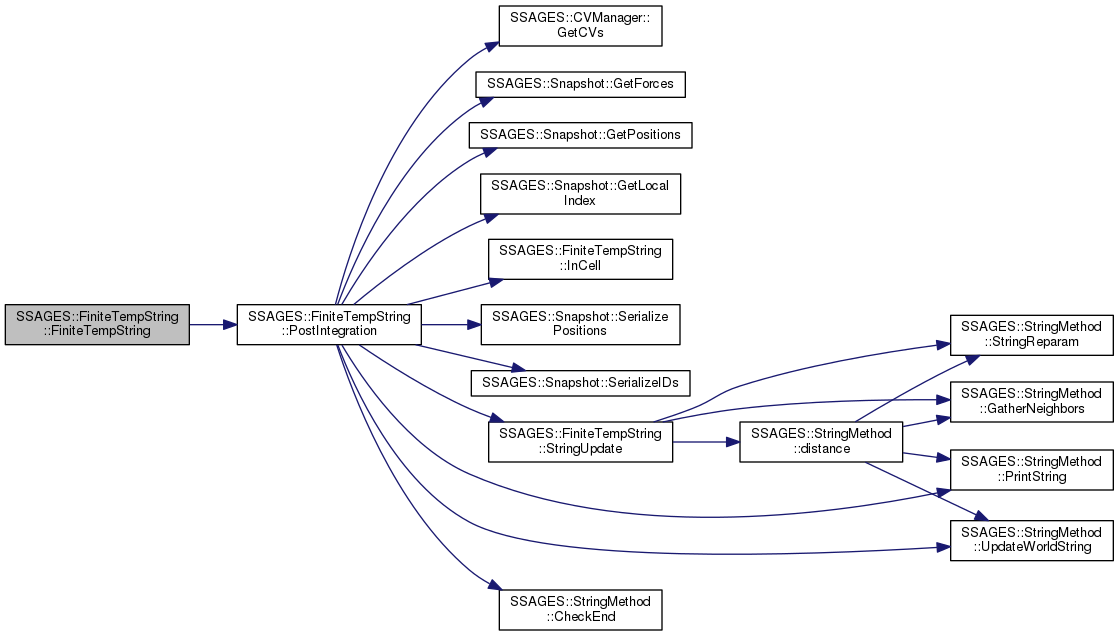 SSAGES::FiniteTempString
::FiniteTempString
SSAGES::FiniteTempString
::PostIntegration
SSAGES::CVManager::
GetCVs
SSAGES::Snapshot::GetForces
SSAGES::Snapshot::GetPositions
SSAGES::Snapshot::GetLocal
Index
SSAGES::FiniteTempString
::InCell
SSAGES::Snapshot::Serialize
Positions
SSAGES::Snapshot::SerializeIDs
SSAGES::FiniteTempString
::StringUpdate
SSAGES::StringMethod
::CheckEnd
SSAGES::StringMethod
::distance
SSAGES::StringMethod
::StringReparam
SSAGES::StringMethod
::GatherNeighbors
SSAGES::StringMethod
::PrintString
SSAGES::StringMethod
::UpdateWorldString